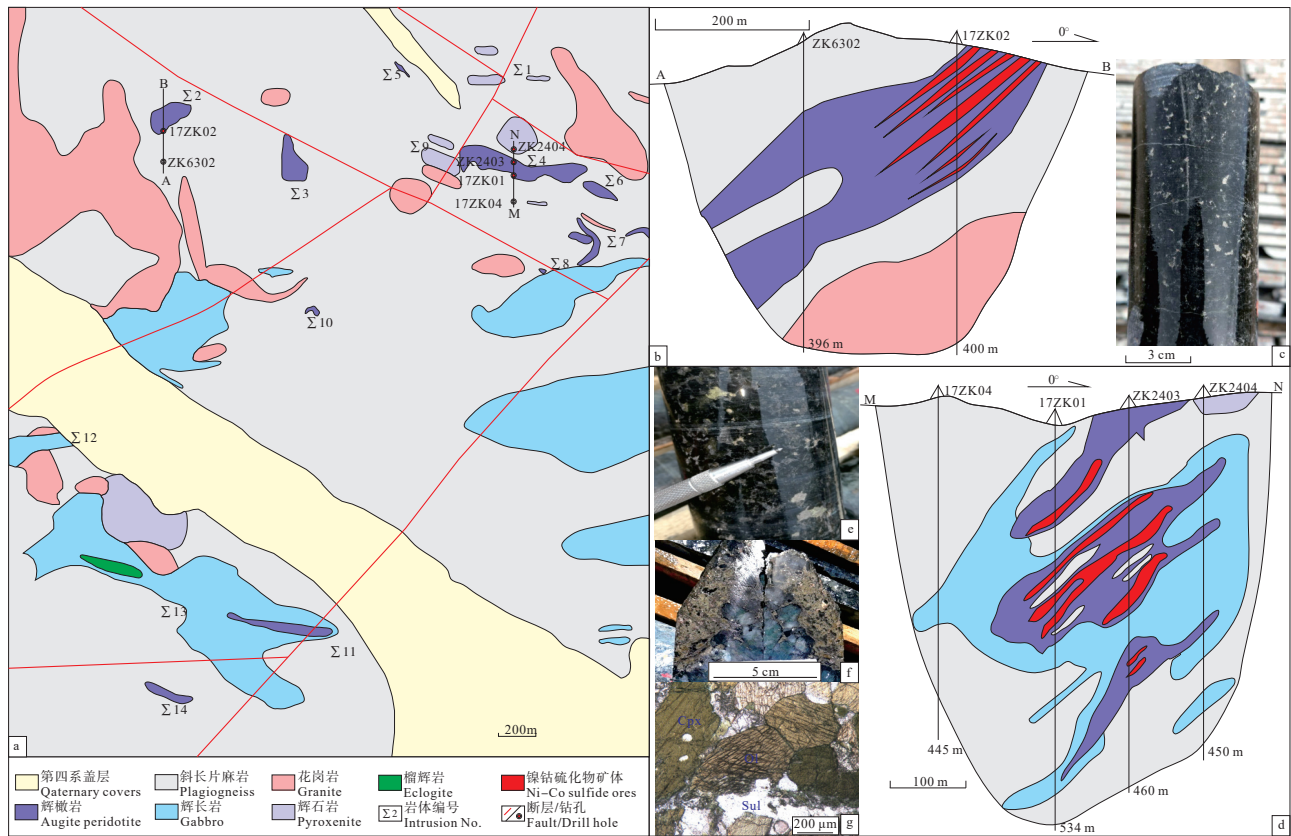 Σ5
Σ1
B
Σ2
17ZK02
ZK6302
A
Σ3
Σ9
N
ZK2404
ZK2403
Σ4
17ZK01
17ZK04
M
Σ6
Σ7
Σ8
Σ10
Σ12
Σ13
Σ11
Σ14
200m
a
200 m
ZK6302
17ZK02
0°
A
B
396 m
400 m
b
3 cm
c
e
5 cm
f
Cpx
Ol
Sul
200 μm
g
M
17ZK04
0°
17ZK01
ZK2403
ZK2404
N
445 m
100 m
450 m
460 m
534 m
d
第四系盖层
Qaternary covers
斜长片麻岩
Plagiogneiss
花岗岩
Granite
榴辉岩
Eclogite
镍钴硫化物矿体
Ni-Co sulfide ores
辉橄岩
Augite peridotite
辉长岩
Gabbro
辉石岩
Pyroxenite
Σ2
岩体编号
Intrusion No.
断层/钻孔
Fault/Drill hole